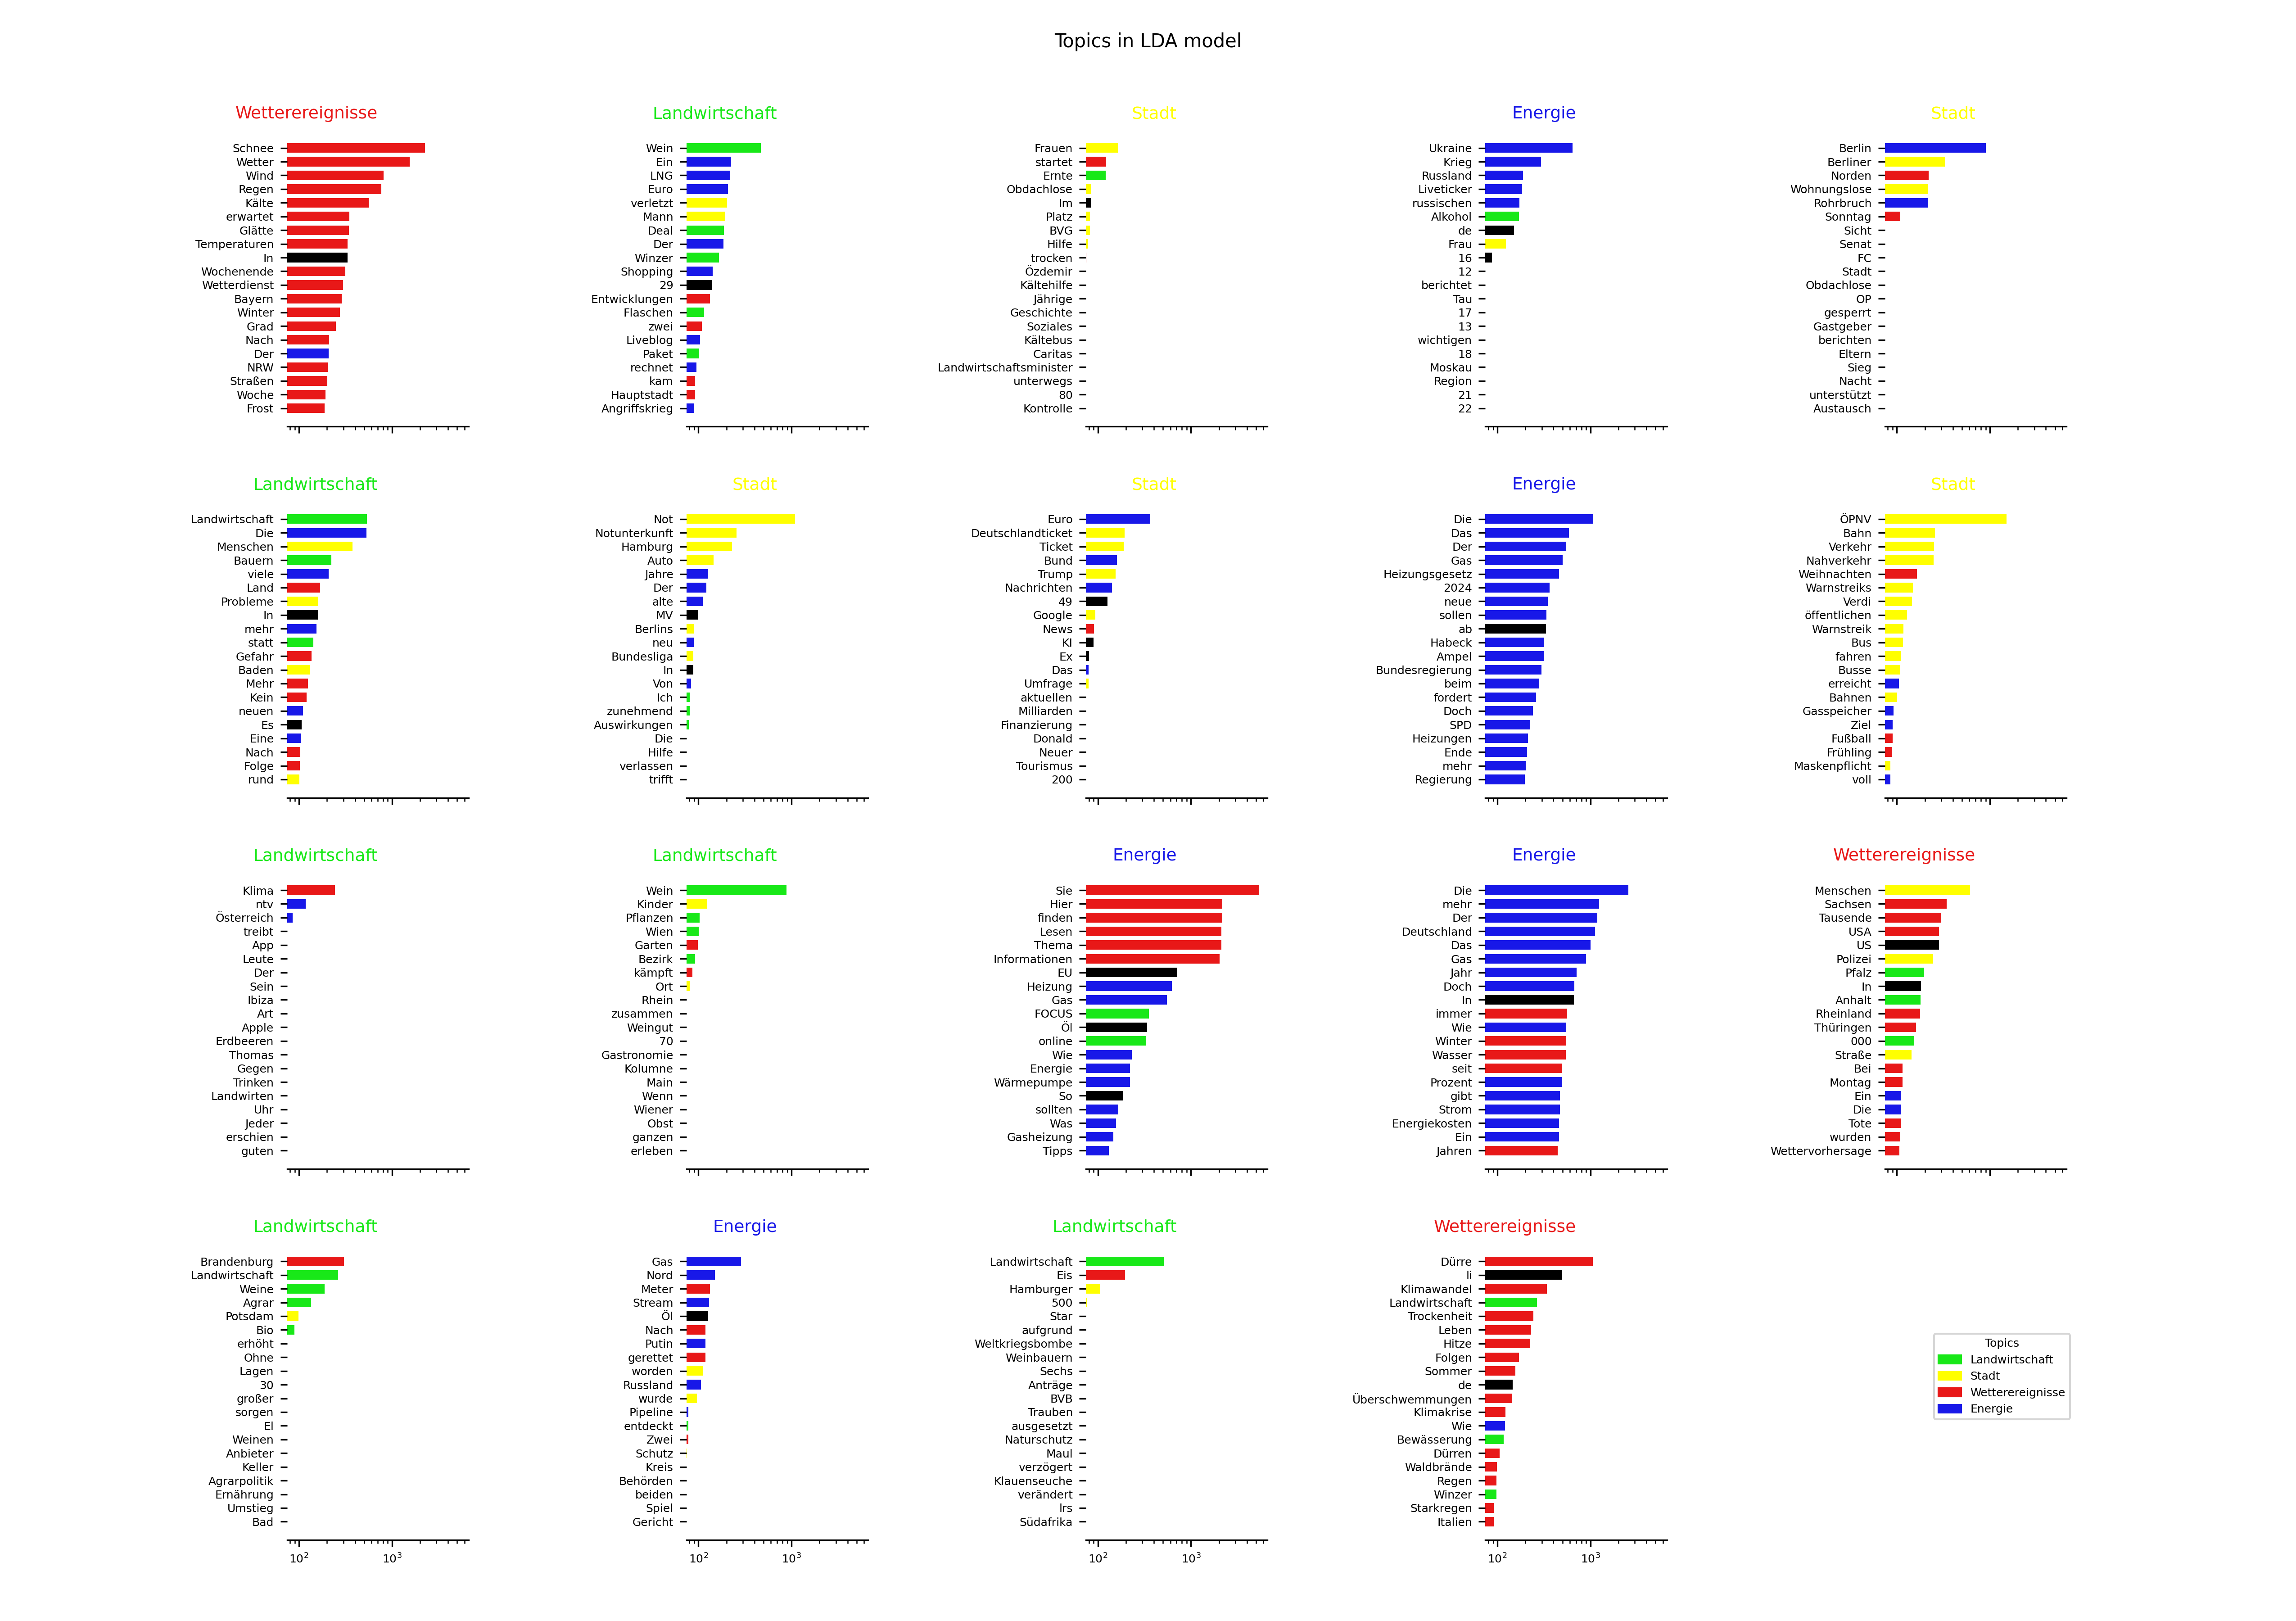 Topics in LDA model
Wetterereignisse
Schnee
Wetter
Wind
Regen
Kälte
erwartet
Glätte
Temperaturen
In
Wochenende
Wetterdienst
Bayern
Winter
Grad
Nach
Der
NRW
Straßen
Woche
Frost
Landwirtschaft
Wein
Ein
LNG
Euro
verletzt
Mann
Deal
Der
Winzer
Shopping
29
Entwicklungen
Flaschen
zwei
Liveblog
Paket
rechnet
kam
Hauptstadt
Angriffskrieg
Stadt
Frauen
startet
Ernte
Obdachlose
Im
Platz
BVG
Hilfe
trocken
Özdemir
Kältehilfe
Jährige
Geschichte
Soziales
Kältebus
Caritas
Landwirtschaftsminister
unterwegs
80
Kontrolle
Energie
Ukraine
Krieg
Russland
Liveticker
russischen
Alkohol
de
Frau
16
12
berichtet
Tau
17
13
wichtigen
18
Moskau
Region
21
22
Stadt
Berlin
Berliner
Norden
Wohnungslose
Rohrbruch
Sonntag
Sicht
Senat
FC
Stadt
Obdachlose
OP
gesperrt
Gastgeber
berichten
Eltern
Sieg
Nacht
unterstützt
Austausch
Landwirtschaft
Landwirtschaft
Die
Menschen
Bauern
viele
Land
Probleme
In
mehr
statt
Gefahr
Baden
Mehr
Kein
neuen
Es
Eine
Nach
Folge
rund
Stadt
Not
Notunterkunft
Hamburg
Auto
Jahre
Der
alte
MV
Berlins
neu
Bundesliga
In
Von
Ich
zunehmend
Auswirkungen
Die
Hilfe
verlassen
trifft
Stadt
Euro
Deutschlandticket
Ticket
Bund
Trump
Nachrichten
49
Google
News
KI
Ex
Das
Umfrage
aktuellen
Milliarden
Finanzierung
Donald
Neuer
Tourismus
200
Energie
Die
Das
Der
Gas
Heizungsgesetz
2024
neue
sollen
ab
Habeck
Ampel
Bundesregierung
beim
fordert
Doch
SPD
Heizungen
Ende
mehr
Regierung
Stadt
ÖPNV
Bahn
Verkehr
Nahverkehr
Weihnachten
Warnstreiks
Verdi
öffentlichen
Warnstreik
Bus
fahren
Busse
erreicht
Bahnen
Gasspeicher
Ziel
Fußball
Frühling
Maskenpflicht
voll
Landwirtschaft
Klima
ntv
Österreich
treibt
App
Leute
Der
Sein
Ibiza
Art
Apple
Erdbeeren
Thomas
Gegen
Trinken
Landwirten
Uhr
Jeder
erschien
guten
Landwirtschaft
Wein
Kinder
Pflanzen
Wien
Garten
Bezirk
kämpft
Ort
Rhein
zusammen
Weingut
70
Gastronomie
Kolumne
Main
Wenn
Wiener
Obst
ganzen
erleben
Energie
Sie
Hier
finden
Lesen
Thema
Informationen
EU
Heizung
Gas
FOCUS
Öl
online
Wie
Energie
Wärmepumpe
So
sollten
Was
Gasheizung
Tipps
Energie
Die
mehr
Der
Deutschland
Das
Gas
Jahr
Doch
In
immer
Wie
Winter
Wasser
seit
Prozent
gibt
Strom
Energiekosten
Ein
Jahren
Wetterereignisse
Menschen
Sachsen
Tausende
USA
US
Polizei
Pfalz
In
Anhalt
Rheinland
Thüringen
000
Straße
Bei
Montag
Ein
Die
Tote
wurden
Wettervorhersage
Landwirtschaft
Brandenburg
Landwirtschaft
Weine
Agrar
Potsdam
Bio
erhöht
Ohne
Lagen
30
großer
sorgen
El
Weinen
Anbieter
Keller
Agrarpolitik
Ernährung
Umstieg
Bad
10²
10³
Energie
Gas
Nord
Meter
Stream
Öl
Nach
Putin
gerettet
worden
Russland
wurde
Pipeline
entdeckt
Zwei
Schutz
Kreis
Behörden
beiden
Spiel
Gericht
10²
10³
Landwirtschaft
Landwirtschaft
Eis
Hamburger
500
Star
aufgrund
Weltkriegsbombe
Weinbauern
Sechs
Anträge
BVB
Trauben
ausgesetzt
Naturschutz
Maul
verzögert
Klauenseuche
verändert
lrs
Südafrika
10²
10³
Wetterereignisse
Dürre
li
Klimawandel
Landwirtschaft
Trockenheit
Leben
Hitze
Folgen
Sommer
de
Überschwemmungen
Klimakrise
Wie
Bewässerung
Dürren
Waldbrände
Regen
Winzer
Starkregen
Italien
10²
10³
Topics
Landwirtschaft
Stadt
Wetterereignisse
Energie